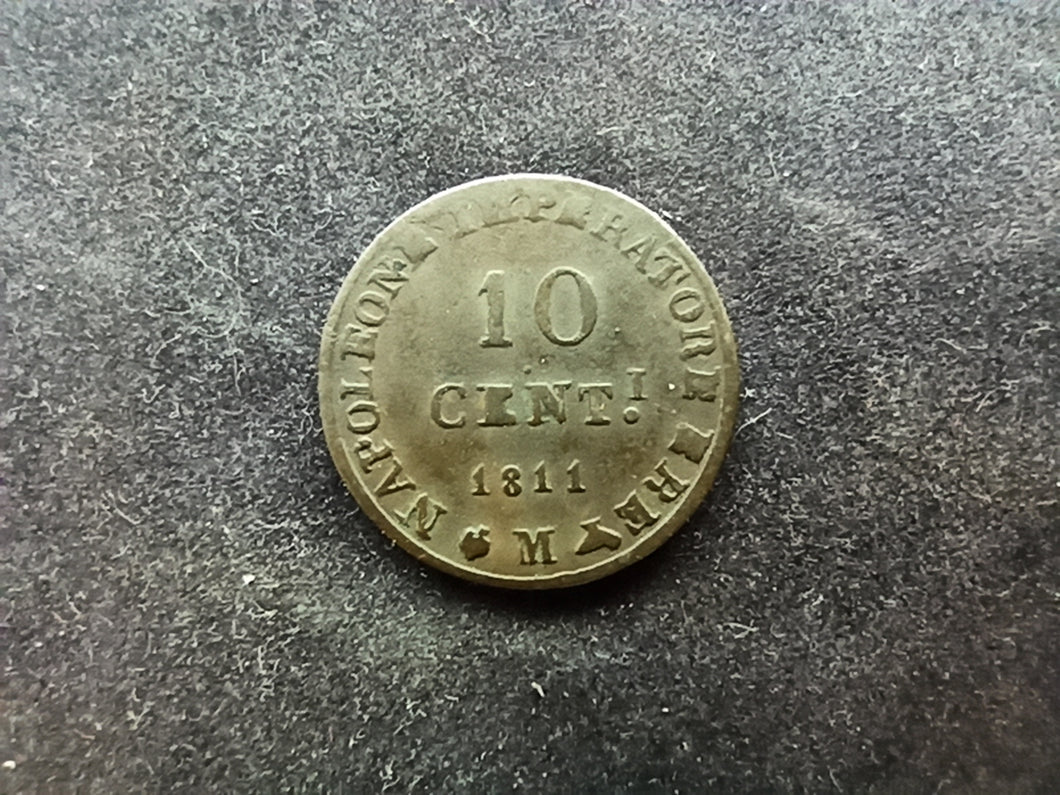 NAPOLEONE IMPERATORE E RE
10
CENT.I
1811
M